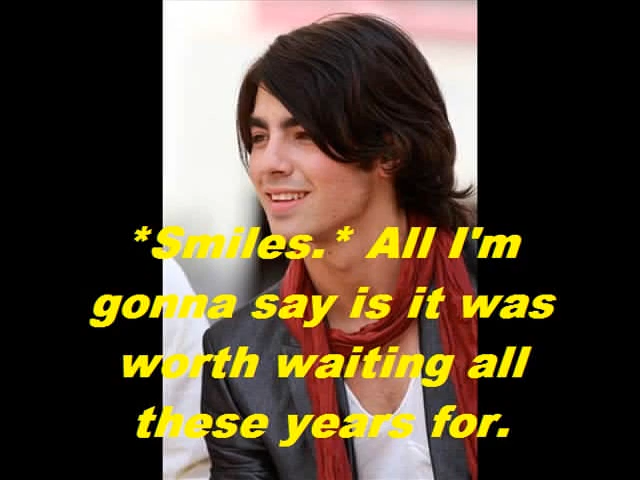 *Smiles.* All I'm
gonna say is it was
worth waiting all
these years for.